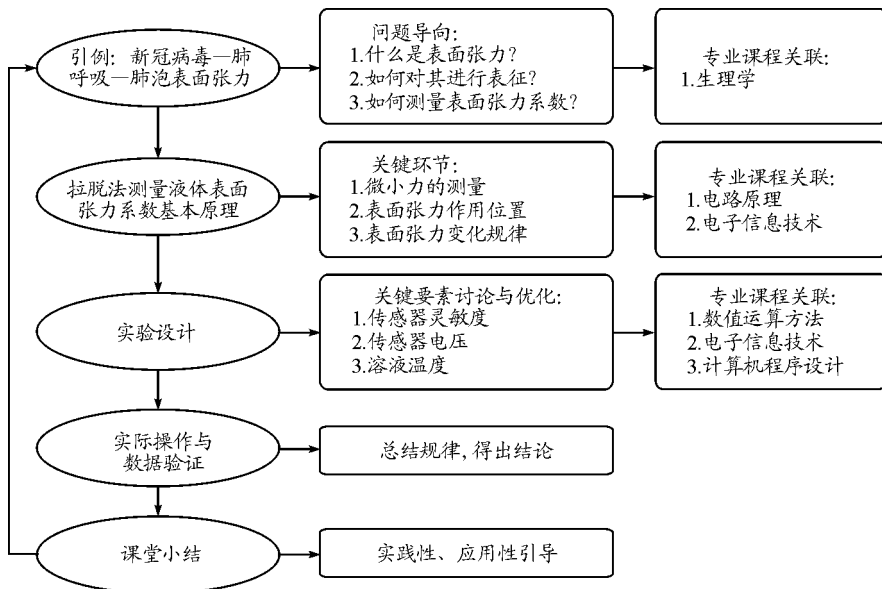 引例：新冠病毒—肺
呼吸—肺泡表面张力
问题导向：
1.什么是表面张力？
2.如何对其进行表征？
3.如何测量表面张力系数？
专业课程关联：
1.生理学
拉脱法测量液体表面
张力系数基本原理
关键环节：
1.微小力的测量
2.表面张力作用位置
3.表面张力变化规律
专业课程关联：
1.电路原理
2.电子信息技术
实验设计
关键要素讨论与优化：
1.传感器灵敏度
2.传感器电压
3.溶液温度
专业课程关联：
1.数值运算方法
2.电子信息技术
3.计算机程序设计
实际操作与
数据验证
总结规律，得出结论
课堂小结
实践性、应用性引导